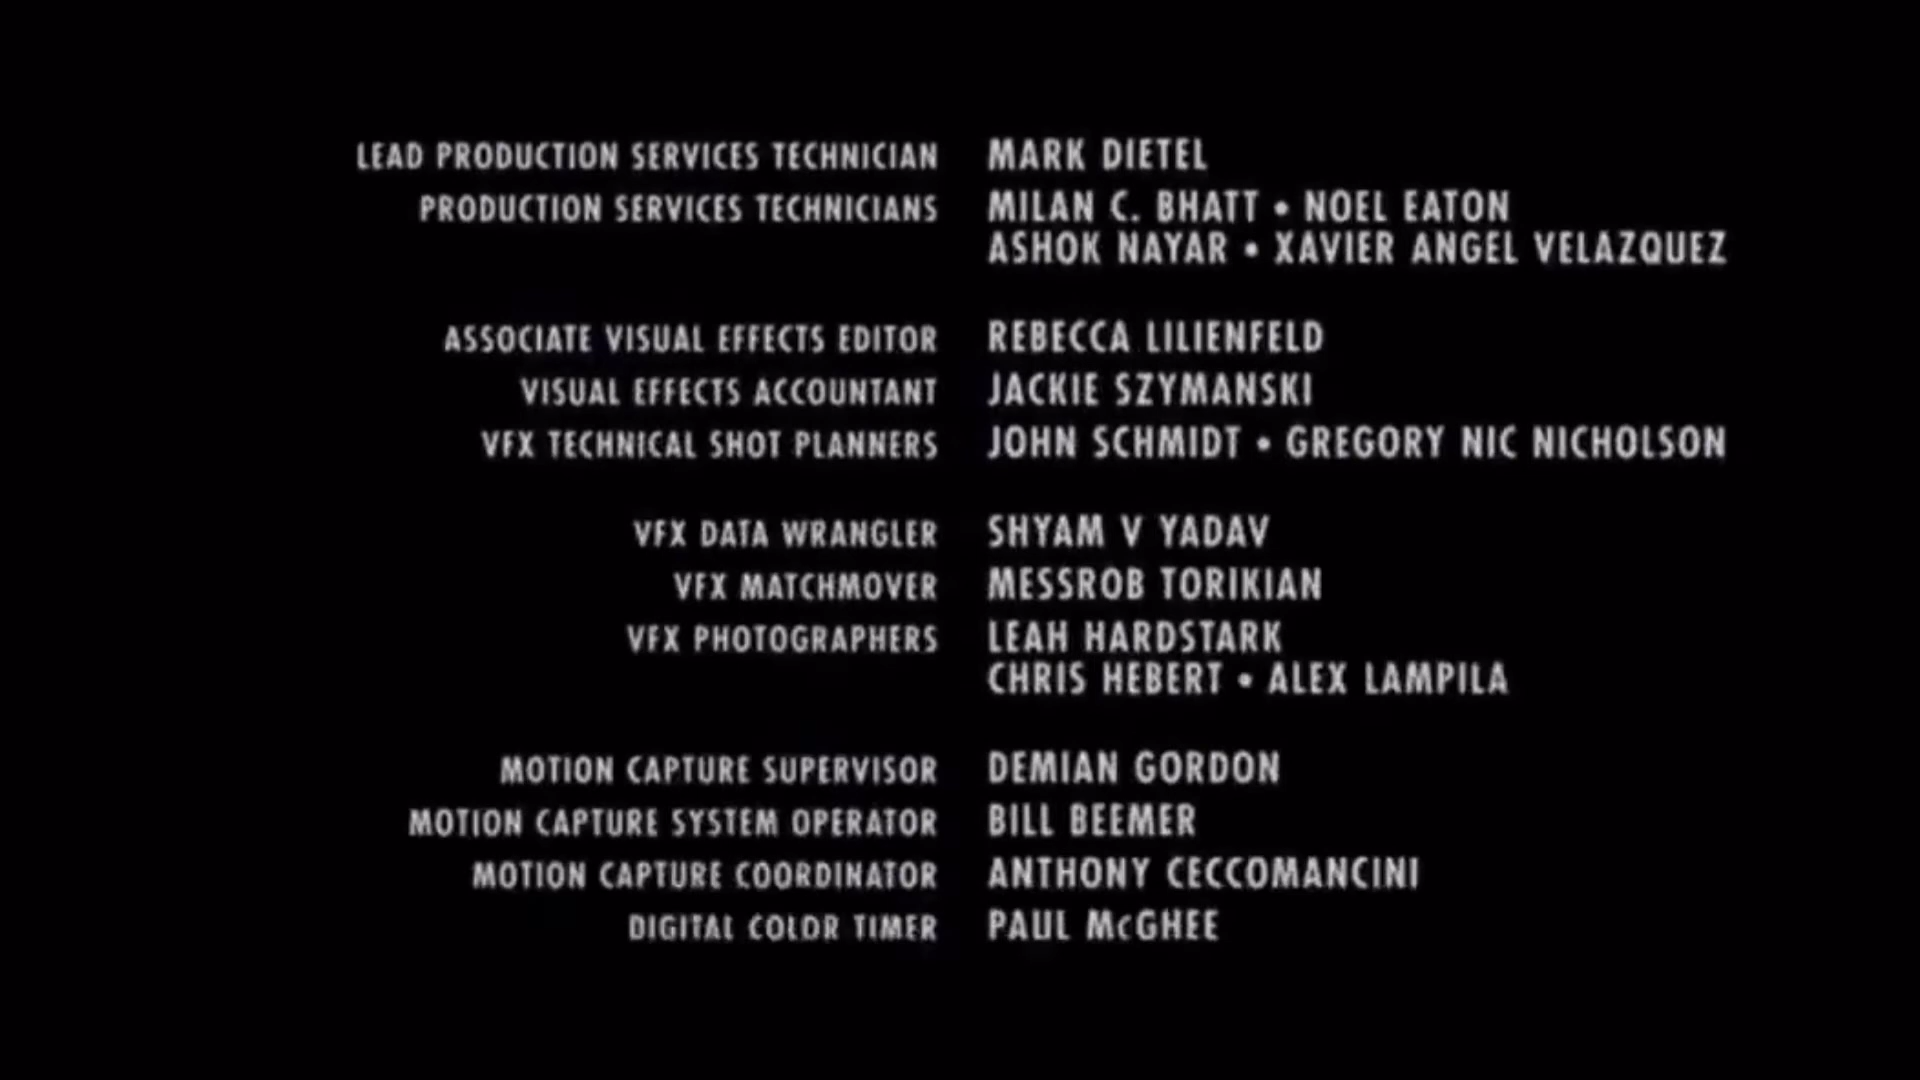 LEAD PRODUCTION SERVICES TECHNICIAN MARK DIETEL
PRODUCTION SERVICES TECHNICIANS MILAN C. BHATT • NOEL EATON
ASHOK NAYAR • XAVIER ANGEL VELAZQUEZ
ASSOCIATE VISUAL EFFECTS EDITOR REBECCA LILIENFELD
VISUAL EFFECTS ACCOUNTANT JACKIE SZYMANSKI
VFX TECHNICAL SHOT PLANNERS JOHN SCHMIDT • GREGORY NIC NICHOLSON
VFX DATA WRANGLER SHYAM V YADAV
VFX MATCHMOVER MESSROB TORIKIAN
VFX PHOTOGRAPHERS LEAH HARDSTARK
CHRIS HEBERT • ALEX LAMPILA
MOTION CAPTURE SUPERVISOR DEMIAN GORDON
MOTION CAPTURE SYSTEM OPERATOR BILL BEEMER
MOTION CAPTURE COORDINATOR ANTHONY CECCOMANCINI
DIGITAL COLOR TIMER PAUL McGHEE